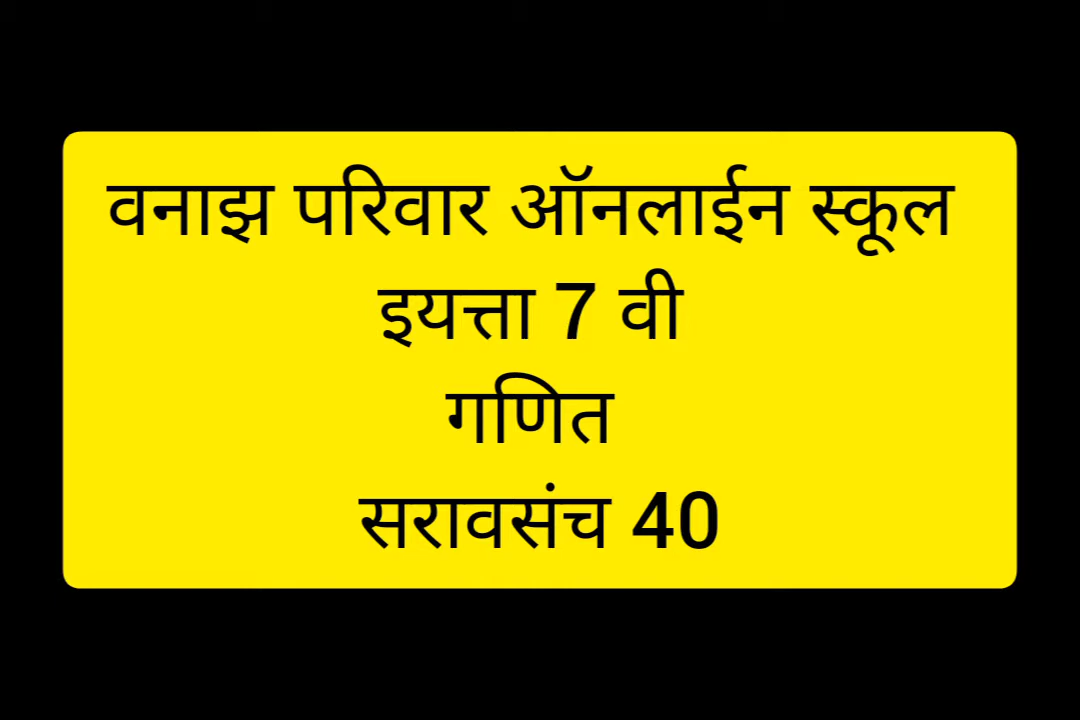 वनाझ परिवार ऑनलाईन स्कूल
इयत्ता 7 वी
गणित
सरावसंच 40